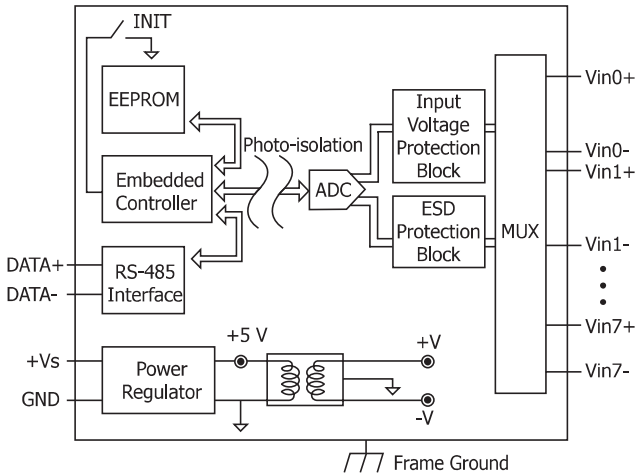 INIT
EEPROM
Photo-isolation
Embedded
Controller
ADC
Input
Voltage
Protection
Block
ESD
Protection
Block
MUX
Vin0+
Vin0-
Vin1+
Vin1-
Vin7+
Vin7-
DATA+
DATA-
RS-485
Interface
+Vs
GND
Power
Regulator
+5 V
+V
-V
Frame Ground